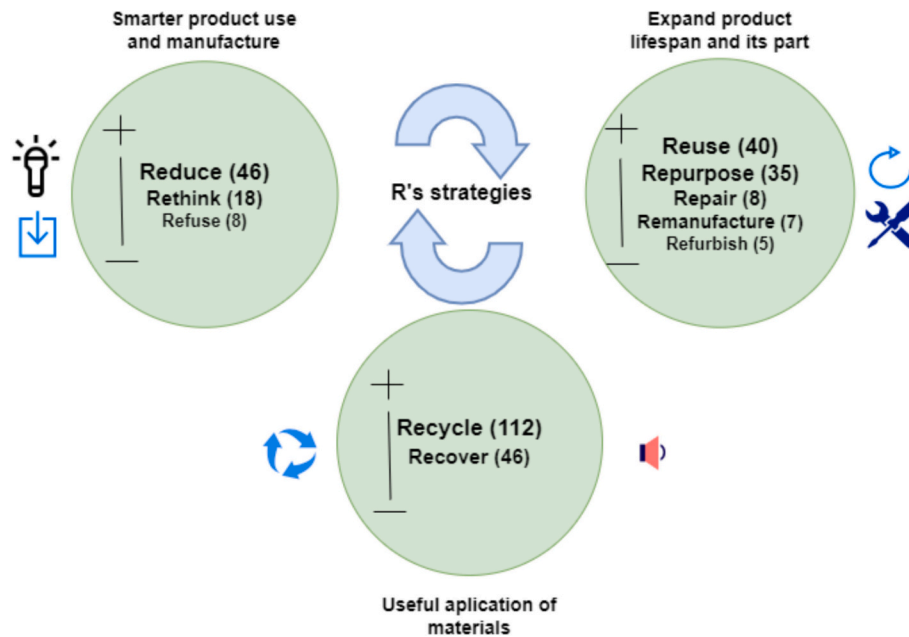 Smarter product use
and manufacture
Reduce (46)
Rethink (18)
Refuse (8)
R's strategies
Expand product
lifespan and its part
Reuse (40)
Repurpose (35)
Repair (8)
Remanufacture (7)
Refurbish (5)
Recycle (112)
Recover (46)
Useful aplication of
materials